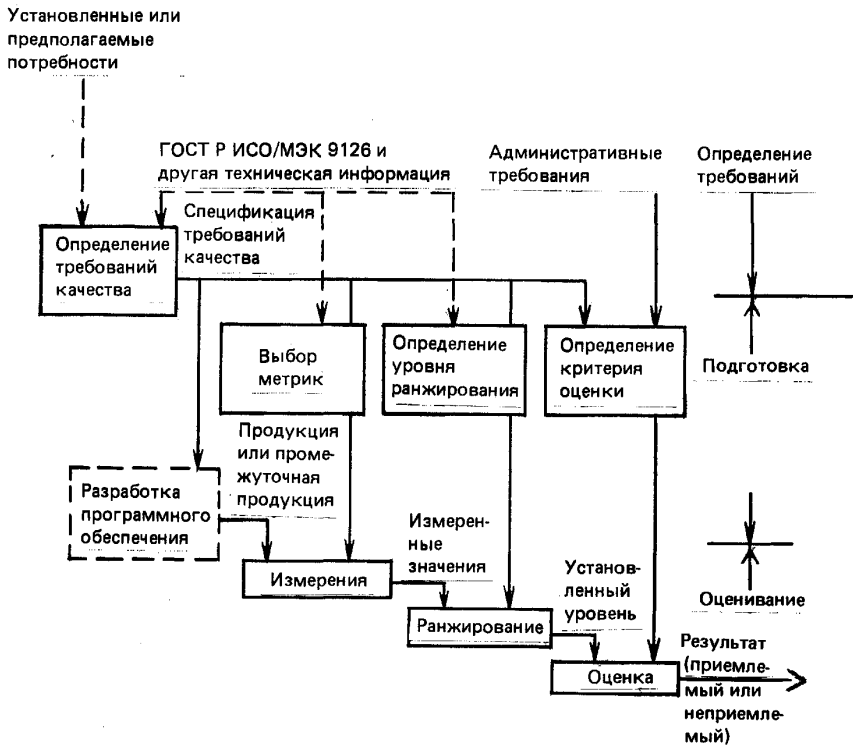 Установленные или
предполагаемые
потребности
ГОСТ Р ИСО/МЭК 9126 и
другая техническая информация
Административные
требования
Определение
требований
Спецификация
требований
качества
Определение
требований
качества
Выбор
метрик
Определение
уровня
ранжирования
Определение
критерия
оценки
Подготовка
Продукция
или проме-
жуточная
продукция
Разработка
программного
обеспечения
Измерения
Измерен-
ные
значения
Ранжирование
Установ-
ленный
уровень
Оценивание
Оценка
Результат
(приемле-
мый или
неприемле-
мый)